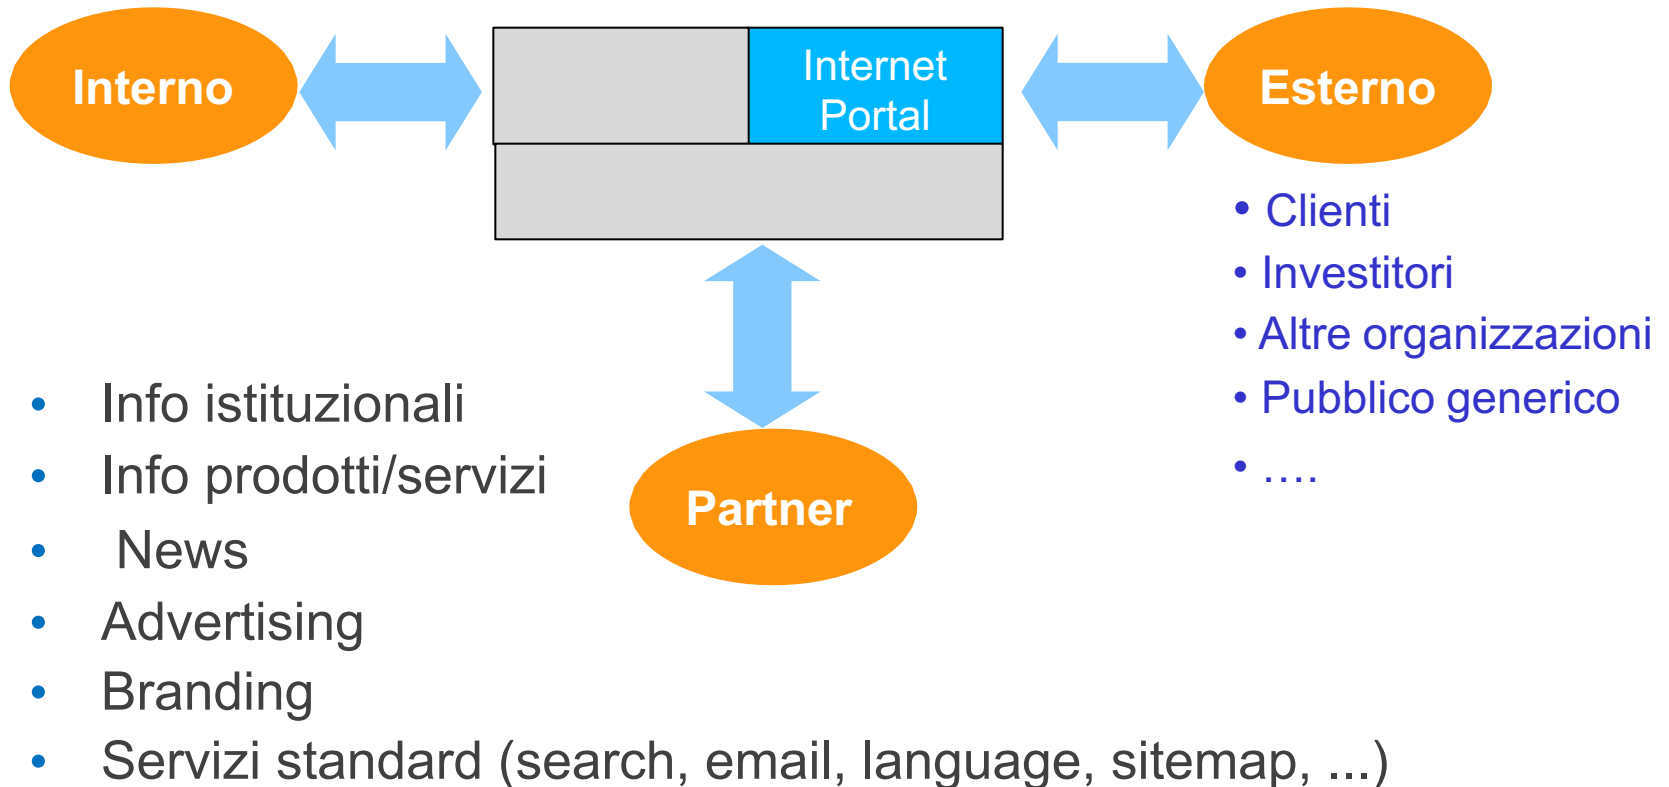 Interno
Internet
Portal
Esterno
• Clienti
• Investitori
• Altre organizzazioni
• Pubblico generico
• ….
• Info istituzionali
• Info prodotti/servizi
• News
• Advertising
• Branding
• Servizi standard (search, email, language, sitemap, ...)
Partner